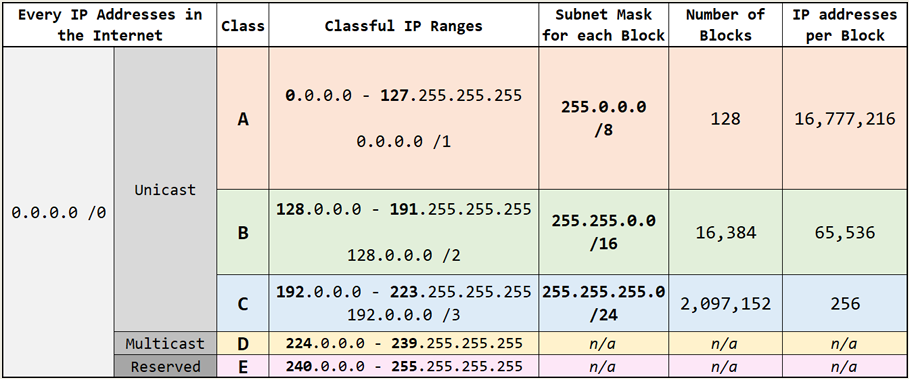 Every IP Addresses in
the Internet
Class
Classful IP Ranges
Subnet Mask
for each Block
Number of
Blocks
IP addresses
per Block
0.0.0.0 /0
Unicast
A
0.0.0.0 - 127.255.255.255
0.0.0.0 /1
255.0.0.0
/8
128
16,777,216
B
128.0.0.0 - 191.255.255.255
128.0.0.0 /2
255.255.0.0
/16
16,384
65,536
C
192.0.0.0 - 223.255.255.255
192.0.0.0 /3
255.255.255.0
/24
2,097,152
256
Multicast
D
224.0.0.0 - 239.255.255.255
n/a
n/a
n/a
Reserved
E
240.0.0.0 - 255.255.255.255
n/a
n/a
n/a